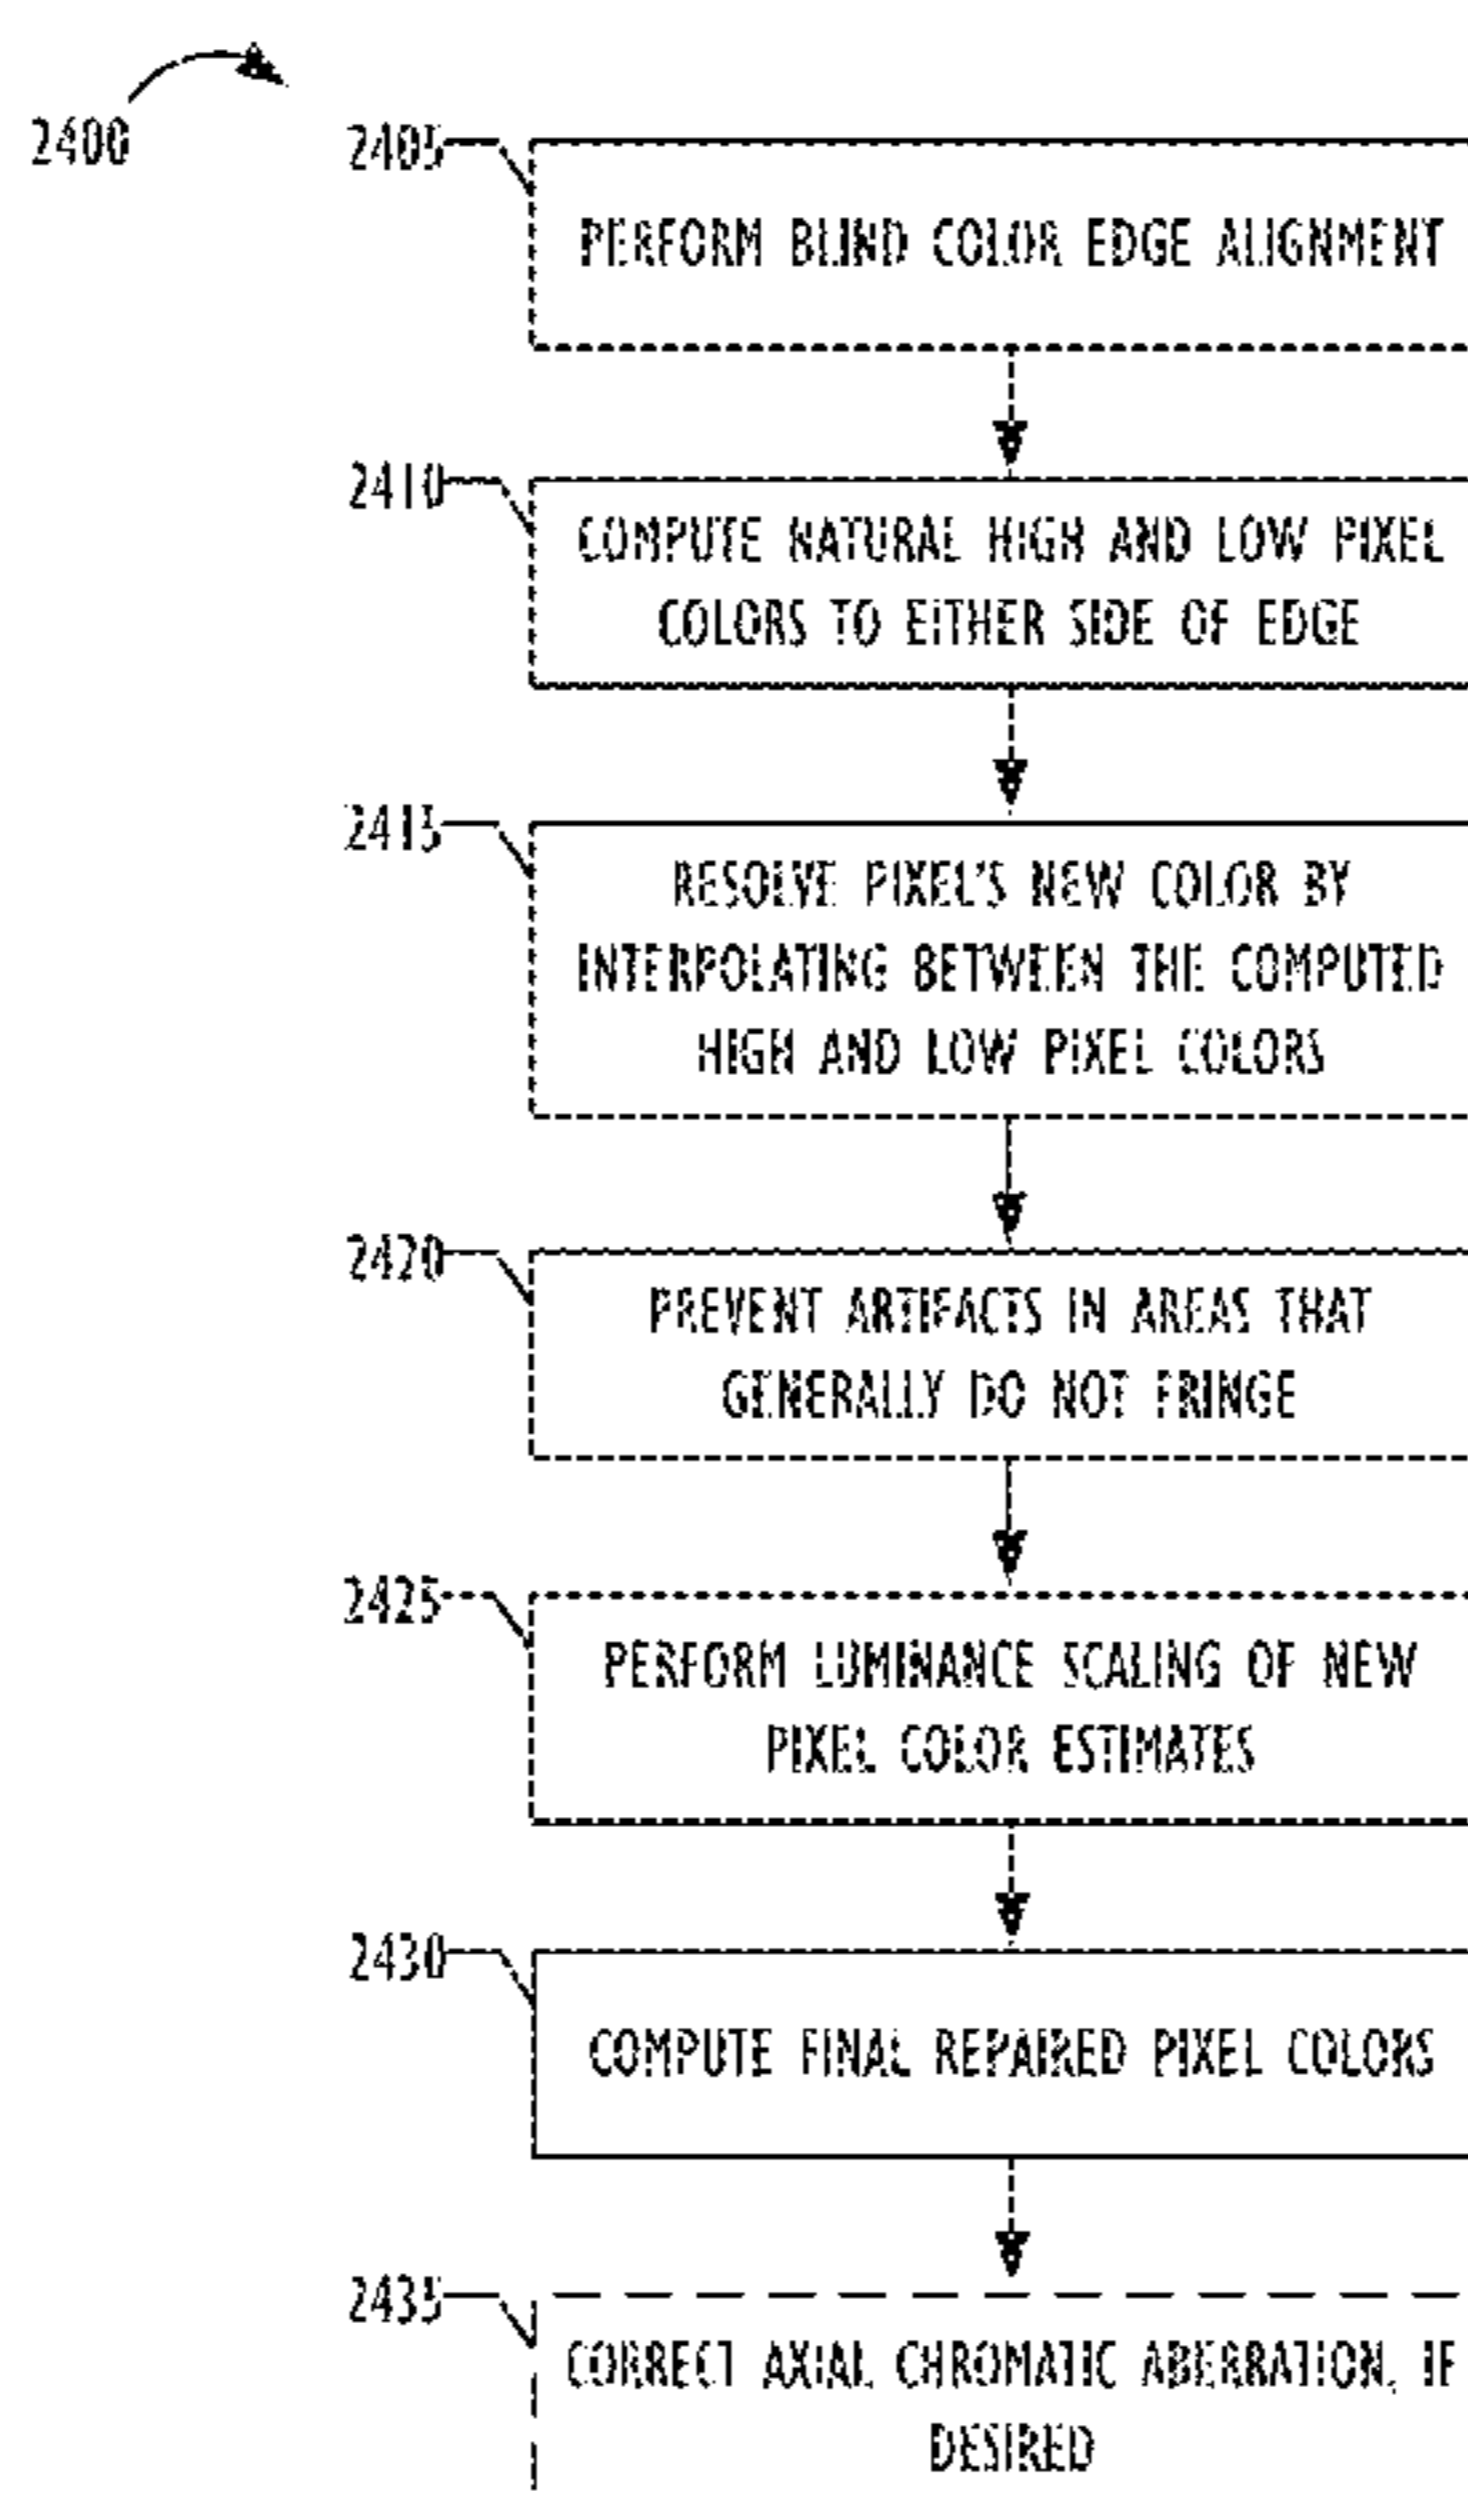 2400
2405
PERFORM BLIND COLOR EDGE ALIGNMENT
2410
COMPUTE NATURAL HIGH AND LOW PIXEL
COLORS TO EITHER SIDE OF EDGE
2415
RESOLVE PIXEL'S NEW COLOR BY
INTERPOLATING BETWEEN THE COMPUTED
HIGH AND LOW PIXEL COLORS
2420
PREVENT ARTIFACTS IN AREAS THAT
GENERALLY DO NOT FRINGE
2425
PERFORM LUMINANCE SCALING OF NEW
PIXEL COLOR ESTIMATES
2430
COMPUTE FINAL REPAIRED PIXEL COLORS
2435
CORRECT AXIAL CHROMATIC ABERRATION, IF
DESIRED